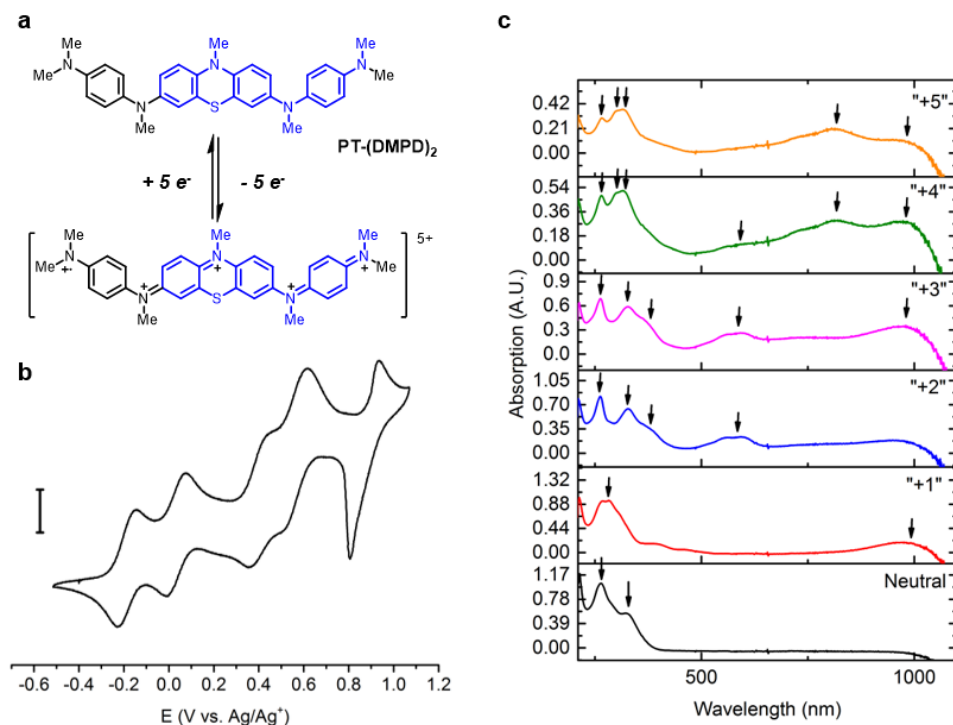 a
Me
Me
N
Me
N
Me
N
Me
S
N
Me
N
Me
PT-(DMPD)₂
+ 5 e⁻
- 5 e⁻
Me
5+
Me
N
+•
Me
N
+
Me
N
+
S
N
+
Me
Me
N
+
Me
b
-0.6 -0.4 -0.2 0.0 0.2 0.4 0.6 0.8 1.0 1.2
E (V vs. Ag/Ag⁺)
c
"+5"
0.42
0.21
0.00
"+4"
0.54
0.36
0.18
0.00
"+3"
0.9
0.6
0.3
0.0
"+2"
1.05
0.70
0.35
0.00
"+1"
1.32
0.88
0.44
0.00
Neutral
1.17
0.78
0.39
0.00
Absorption (A.U.)
500 1000
Wavelength (nm)